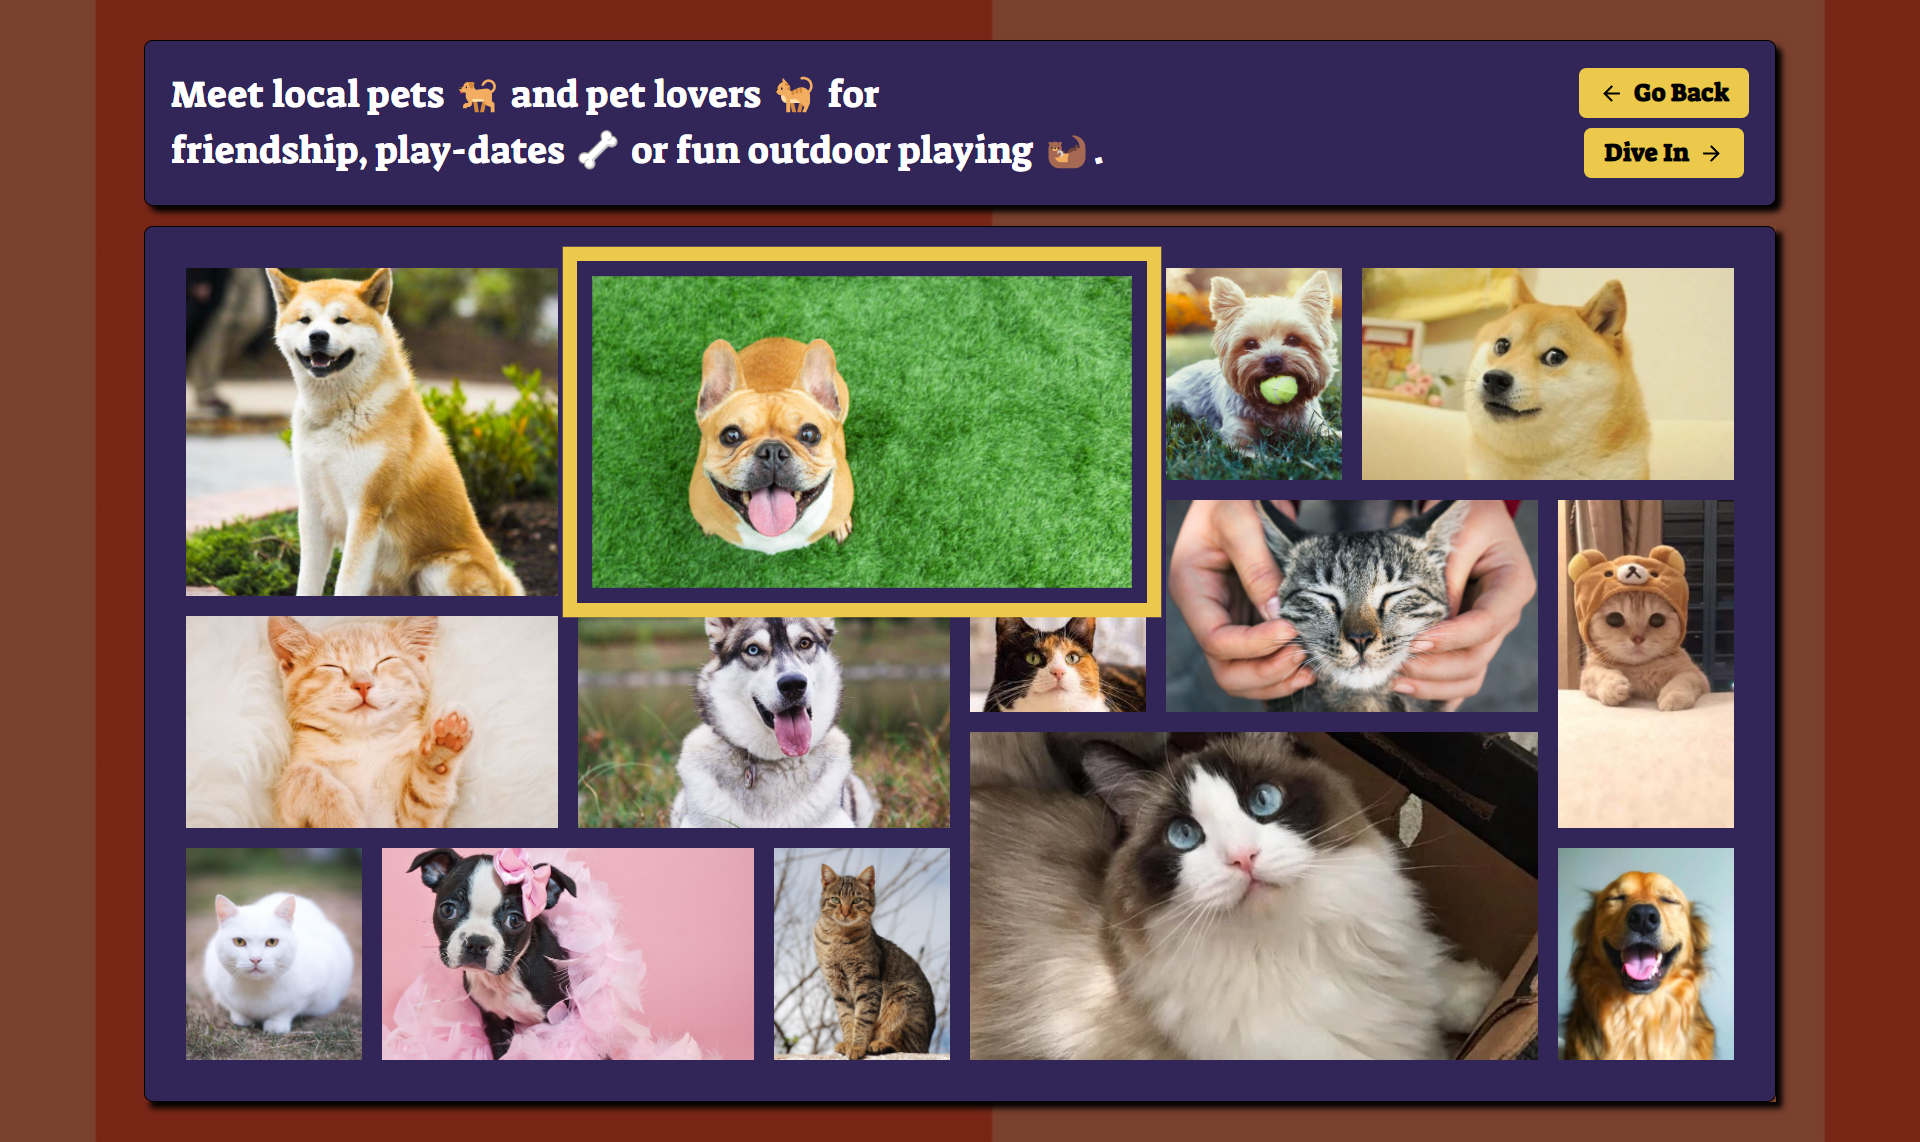 Meet local pets 🐕 and pet lovers 🐈 for
friendship, play-dates 🦴 or fun outdoor playing 🦦 .
← Go Back
Dive In →